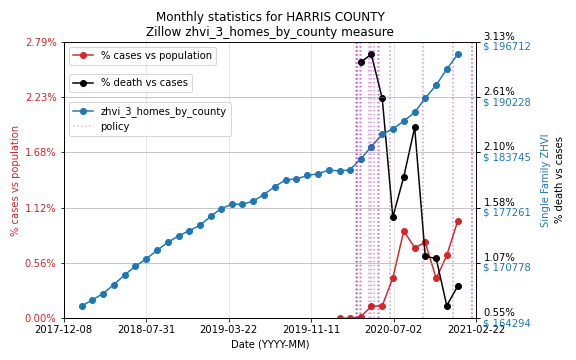 Monthly statistics for HARRIS COUNTY
Zillow zhvi_3_homes_by_county measure
2.79%
2.23%
1.68%
1.12%
0.56%
0.00%
% cases vs population
% cases vs population
% death vs cases
zhvi_3_homes_by_county
policy
3.13%
$ 196712
2.61%
$ 190228
2.10%
$ 183745
1.58%
$ 177261
1.07%
$ 170778
0.55%
$ 164294
Single Family ZHVI
% death vs cases
2017-12-08
2018-07-31
2019-03-22
2019-11-11
2020-07-02
2021-02-22
Date (YYYY-MM)